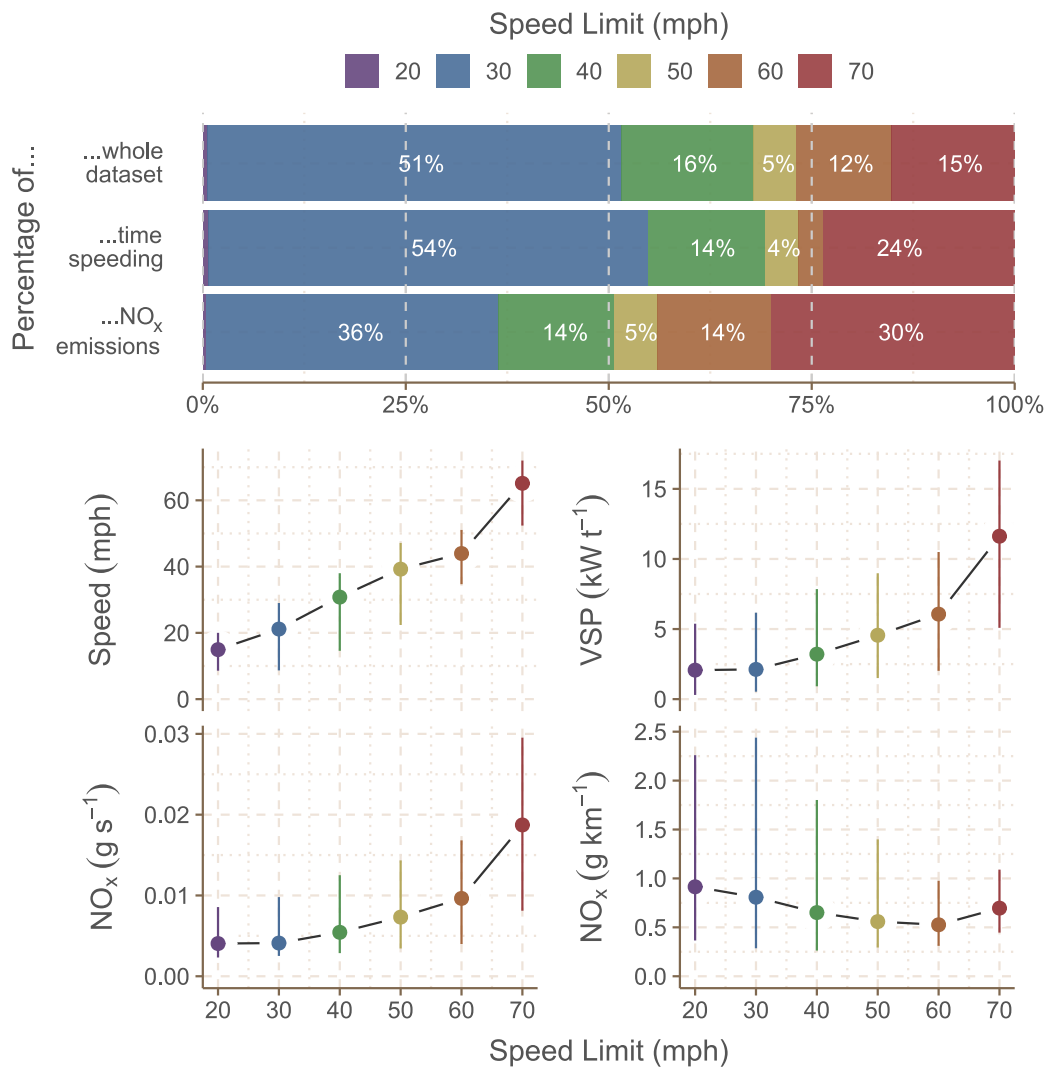 Speed Limit (mph)
20 30 40 50 60 70
Percentage of...
...whole
dataset
51% 16% 5% 12% 15%
...time
speeding
54% 14% 4% 24%
...NOx
emissions
36% 14% 5% 14% 30%
0% 25% 50% 75% 100%
Speed (mph)
60
40
20
0
VSP (kW t⁻¹)
15
10
5
0
NOx (g s⁻¹)
0.03
0.02
0.01
0.00
20 30 40 50 60 70
NOx (g km⁻¹)
2.5
2.0
1.5
1.0
0.5
0.0
20 30 40 50 60 70
Speed Limit (mph)